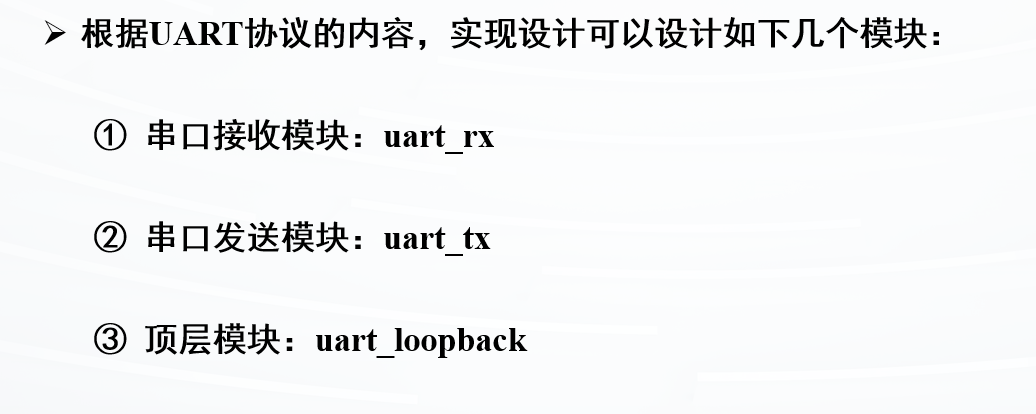 ➢ 根据UART协议的内容，实现设计可以设计如下几个模块：
① 串口接收模块：uart_rx
② 串口发送模块：uart_tx
③ 顶层模块：uart_loopback